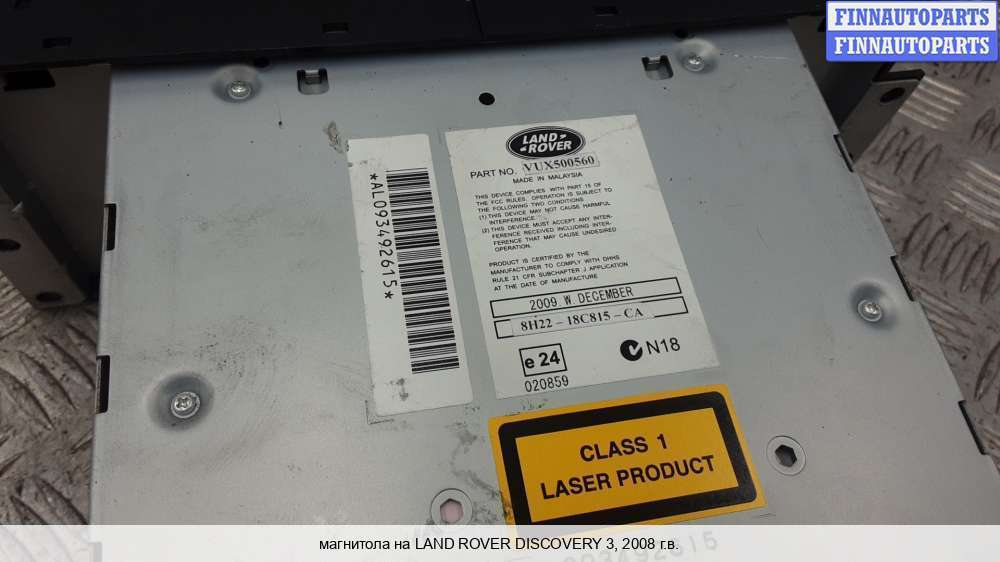 FINNAUTOPARTS
FINNAUTOPARTS
LAND
ROVER
PART NO. VUX500560
MADE IN MALAYSIA
THIS DEVICE COMPLIES WITH PART 15 OF
THE FCC RULES. OPERATION IS SUBJECT TO
THE FOLLOWING TWO CONDITIONS.
(1) THIS DEVICE MAY NOT CAUSE HARMFUL
INTERFERENCE
(2) THIS DEVICE MUST ACCEPT ANY INTER-
FERENCE RECEIVED INCLUDING INTER-
FERENCE THAT MAY CAUSE UNDESIRED
OPERATION.
PRODUCT IS CERTIFIED BY THE
MANUFACTURER TO COMPLY WITH DHHS
RULE 21 CFR SUBCHAPTER J APPLICATION
AT THE DATE OF MANUFACTURE
2009 W DECEMBER
8H22-18C815-CA
e 24
020859
N18
*AL093492615*
CLASS 1
LASER PRODUCT
магнитола на LAND ROVER DISCOVERY 3, 2008 г.в.